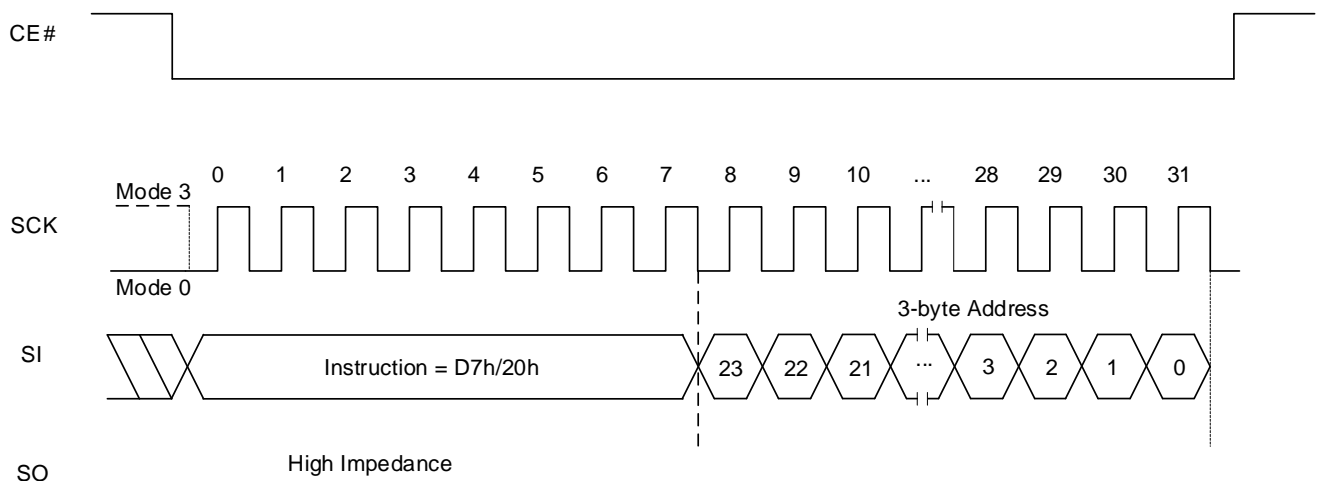 CE#
0 1 2 3 4 5 6 7 8 9 10 ... 28 29 30 31
Mode 3
SCK
Mode 0
3-byte Address
SI
Instruction = D7h/20h
23 22 21 ... 3 2 1 0
High Impedance
SO